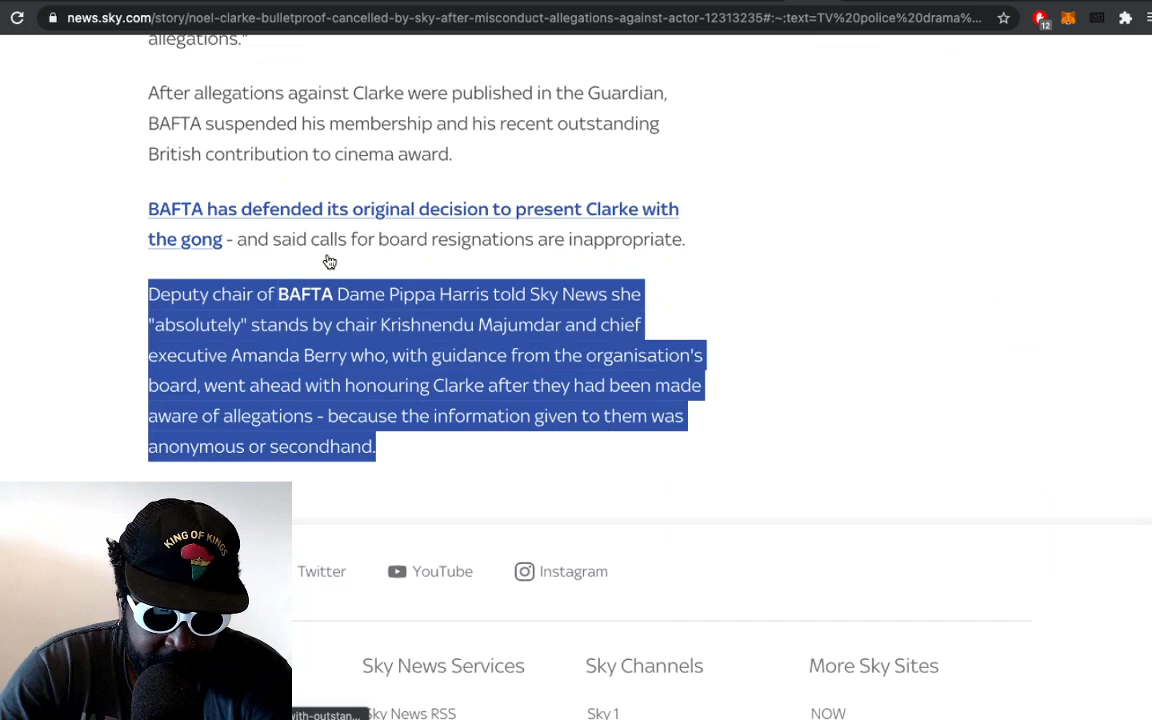 news.sky.com/story/noel-clarke-bulletproof-cancelled-by-sky-after-misconduct-allegations-against-actor-12313235#:~:text=TV%20police%20drama%...
12
allegations."
After allegations against Clarke were published in the Guardian,
BAFTA suspended his membership and his recent outstanding
British contribution to cinema award.
BAFTA has defended its original decision to present Clarke with
the gong - and said calls for board resignations are inappropriate.
Deputy chair of BAFTA Dame Pippa Harris told Sky News she
"absolutely" stands by chair Krishnendu Majumdar and chief
executive Amanda Berry who, with guidance from the organisation's
board, went ahead with honouring Clarke after they had been made
aware of allegations - because the information given to them was
anonymous or secondhand.
KING OF KINGS
Twitter YouTube Instagram
Sky News Services Sky Channels More Sky Sites
with-outstan... Sky News RSS Sky 1 NOW